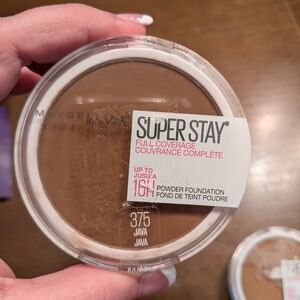 MAYBELLINE
SUPER STAY®
FULL COVERAGE
COUVRANCE COMPLÈTE
UP TO
JUSQU'À
16H POWDER FOUNDATION
FOND DE TEINT POUDRE
375
JAVA
JAVA